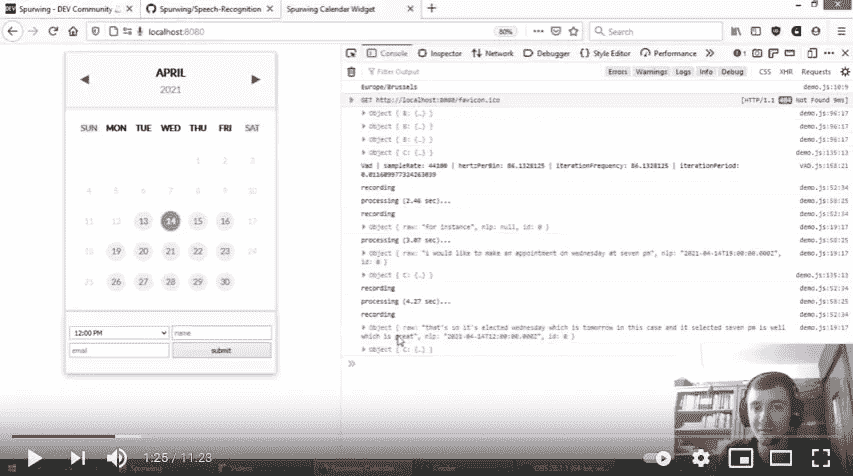 Spurwing - DEV Community
Spurwing/Speech-Recognition
Spurwing Calendar Widget
localhost:8080
80%
Search
Console
Inspector
Network
Debugger
Style Editor
Performance
1
Filter Output
Errors
Warnings
Logs
Info
Debug
CSS
XHR
Requests
Europe/Brussels
demo.js:10:9
GET http://localhost:8080/favicon.ico
[HTTP/1.1 404 Not Found 9ms]
Object { B: {…} }
demo.js:96:17
Object { B: {…} }
demo.js:96:17
Object { B: {…} }
demo.js:96:17
Object { C: {…} }
demo.js:135:13
Vad | sampleRate: 44100 | hertzPerBin: 86.1328125 | iterationFrequency: 86.1328125 | iterationPeriod:
VAD.js:158:21
0.011609977324263039
recording
demo.js:52:34
processing (2.46 sec)...
demo.js:58:25
recording
demo.js:52:34
Object { raw: "for instance", nlp: null, id: 0 }
demo.js:19:17
processing (3.07 sec)...
demo.js:58:25
Object { raw: "i would like to make an appointment on wednesday at seven pm", nlp: "2021-04-14T19:00:00.000Z",
demo.js:19:17
id: 0 }
Object { C: {…} }
demo.js:135:13
recording
demo.js:52:34
processing (4.27 sec)...
demo.js:58:25
recording
demo.js:52:34
Object { raw: "that's so it's elected wednesday which is tomorrow in this case and it selected seven pm is well
demo.js:19:17
which is great", nlp: "2021-04-14T12:00:00.000Z", id: 0 }
Object { C: {…} }
APRIL
2021
SUN MON TUE WED THU FRI SAT
1 2 3
4 5 6 7 8 9 10
11 12 13 14 15 16 17
18 19 20 21 22 23 24
25 26 27 28 29 30
12:00 PM
name
email
submit
1:25 / 11:23